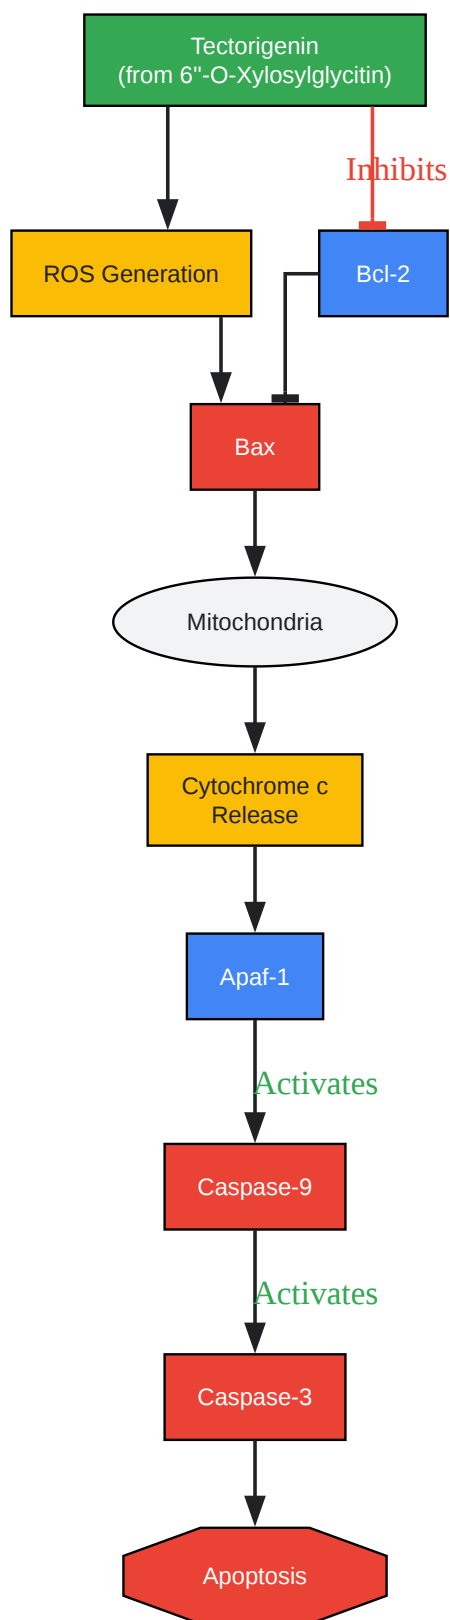 Tectorigenin
(from 6''-O-Xylosylglycitin)
Inhibits
ROS Generation
Bcl-2
Bax
Mitochondria
Cytochrome c
Release
Apaf-1
Activates
Caspase-9
Activates
Caspase-3
Apoptosis